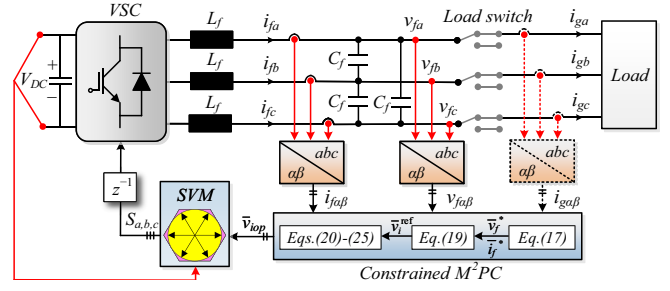 VSC
L_f
i_fa
v_fa
Load switch
i_ga
V_DC
+
−
L_f
i_fb
C_f
v_fb
i_gb
Load
L_f
i_fc
C_f
C_f
v_fc
i_gc
abc
αβ
abc
αβ
abc
αβ
z⁻¹
S_a,b,c
SVM
v̄_iop
i_fαβ
v_fαβ
i_gαβ
Eqs.(20)-(25)
v̄_i^ref
Eq.(19)
v̄_f^*
ī_f^*
Eq.(17)
Constrained M²PC